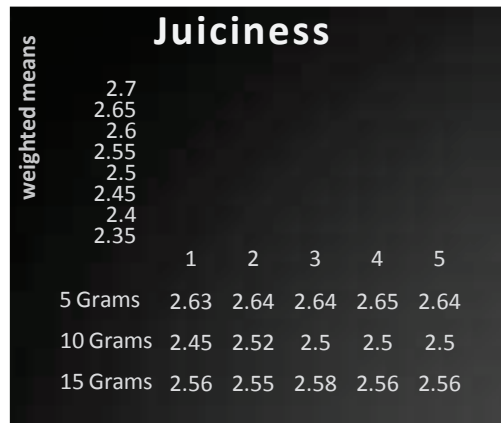 Juiciness
weighted means
2.7
2.65
2.6
2.55
2.5
2.45
2.4
2.35
1 2 3 4 5
5 Grams 2.63 2.64 2.64 2.65 2.64
10 Grams 2.45 2.52 2.5 2.5 2.5
15 Grams 2.56 2.55 2.58 2.56 2.56